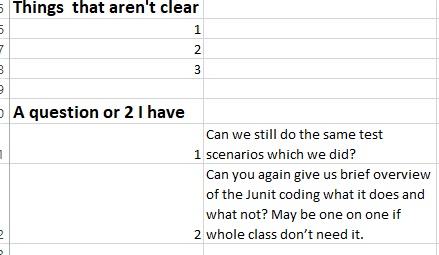 Things  that aren't clear
1
2
3
A question or 2 I have
Can we still do the same test
1 scenarios which we did?
Can you again give us brief overview
of the Junit coding what it does and
what not? May be one on one if
2 whole class don't need it.